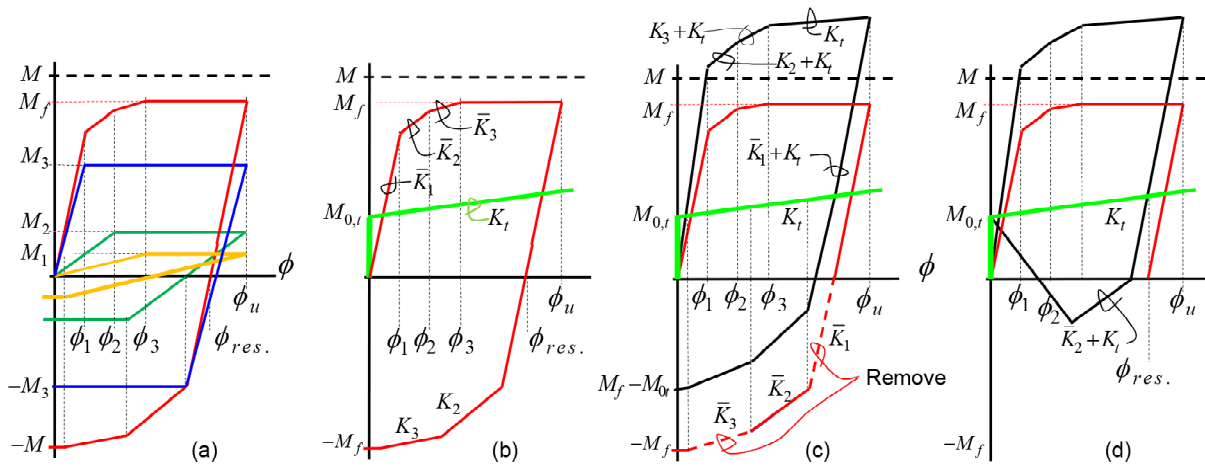 M
M_f
M_3
M_2
M_1
ϕ
ϕ_1 ϕ_2 ϕ_3
ϕ_u
ϕ_res.
−M_3
−M
(a)
M
M_f
K̅_3
K̅_2
K̅_1
M_0,t
K_t
ϕ_u
ϕ_1 ϕ_2 ϕ_3
ϕ_res.
K_2
K_3
−M_f
(b)
K_3+K_t
K_t
K_2+K_t
M
M_f
K̅_1+K_t
M_0,t
K_t
ϕ
ϕ_1 ϕ_2 ϕ_3
ϕ_u
K̅_1
M_f−M_0t
K̅_2
Remove
K̅_3
−M_f
(c)
M
M_f
M_0,t
K_t
ϕ_1 ϕ_2
ϕ_u
K̅_2+K_t
ϕ_res.
−M_f
(d)